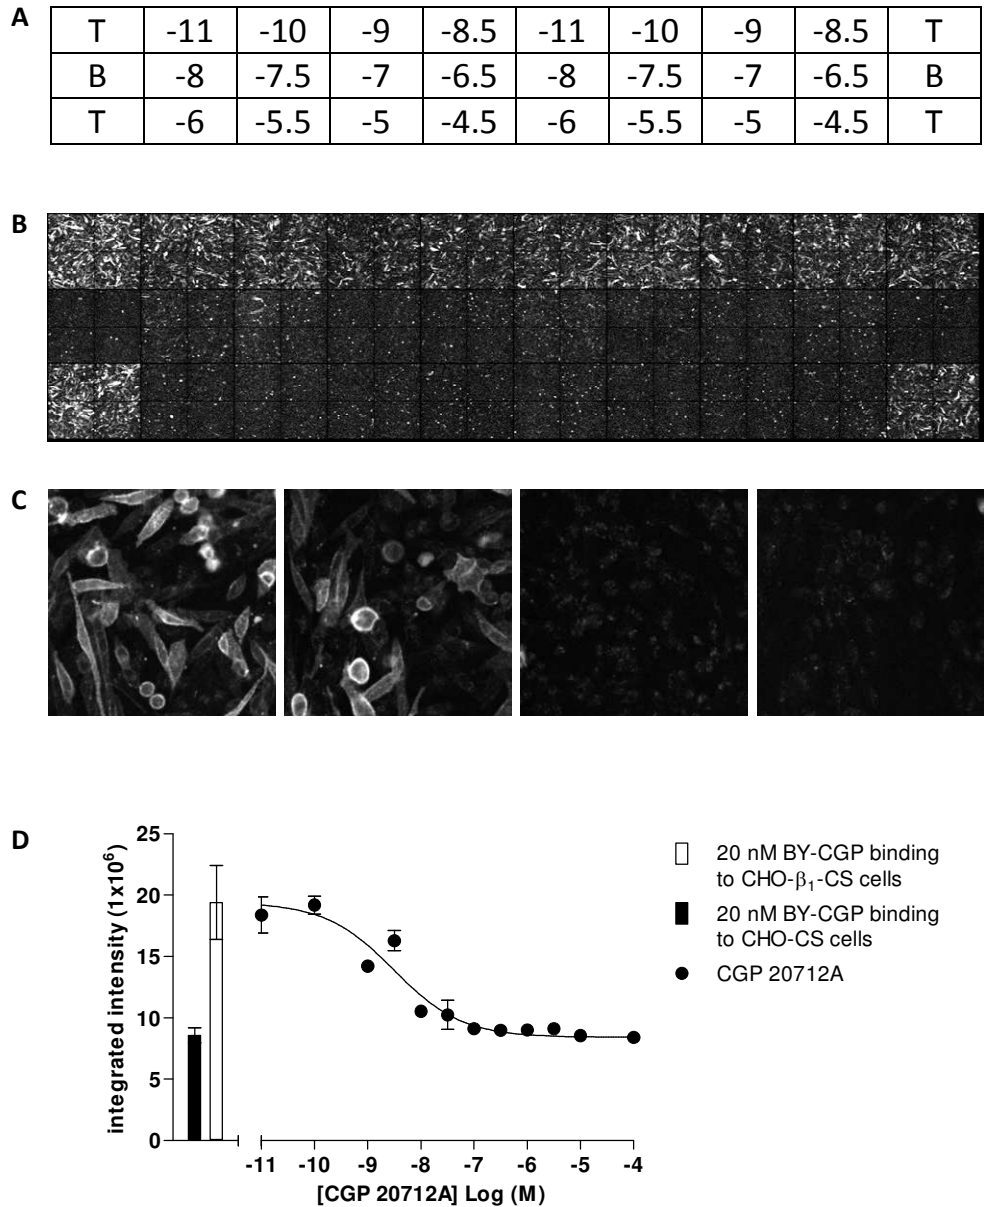 A
T -11 -10 -9 -8.5 -11 -10 -9 -8.5 T
B -8 -7.5 -7 -6.5 -8 -7.5 -7 -6.5 B
T -6 -5.5 -5 -4.5 -6 -5.5 -5 -4.5 T
B
C
D
integrated intensity (1x10⁶)
25
20
15
10
5
0
-11 -10 -9 -8 -7 -6 -5 -4
[CGP 20712A] Log (M)
20 nM BY-CGP binding
to CHO-β₁-CS cells
20 nM BY-CGP binding
to CHO-CS cells
CGP 20712A